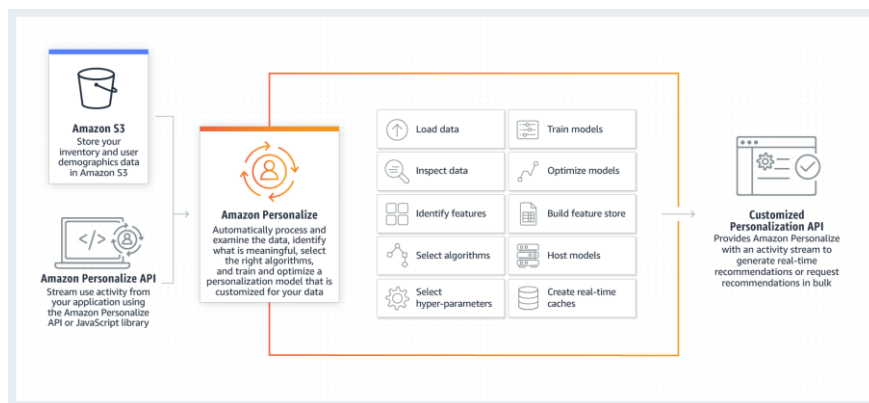 Amazon S3
Store your
inventory and user
demographics data
in Amazon S3
</>
Amazon Personalize API
Stream use activity from
your application using
the Amazon Personalize
API or JavaScript library
Amazon Personalize
Automatically process and
examine the data, identify
what is meaningful, select
the right algorithms,
and train and optimize a
personalization model that is
customized for your data
Load data
Train models
Inspect data
Optimize models
Identify features
Build feature store
Select algorithms
Host models
Select
hyper-parameters
Create real-time
caches
Customized
Personalization API
Provides Amazon Personalize
with an activity stream to
generate real-time
recommendations or request
recommendations in bulk